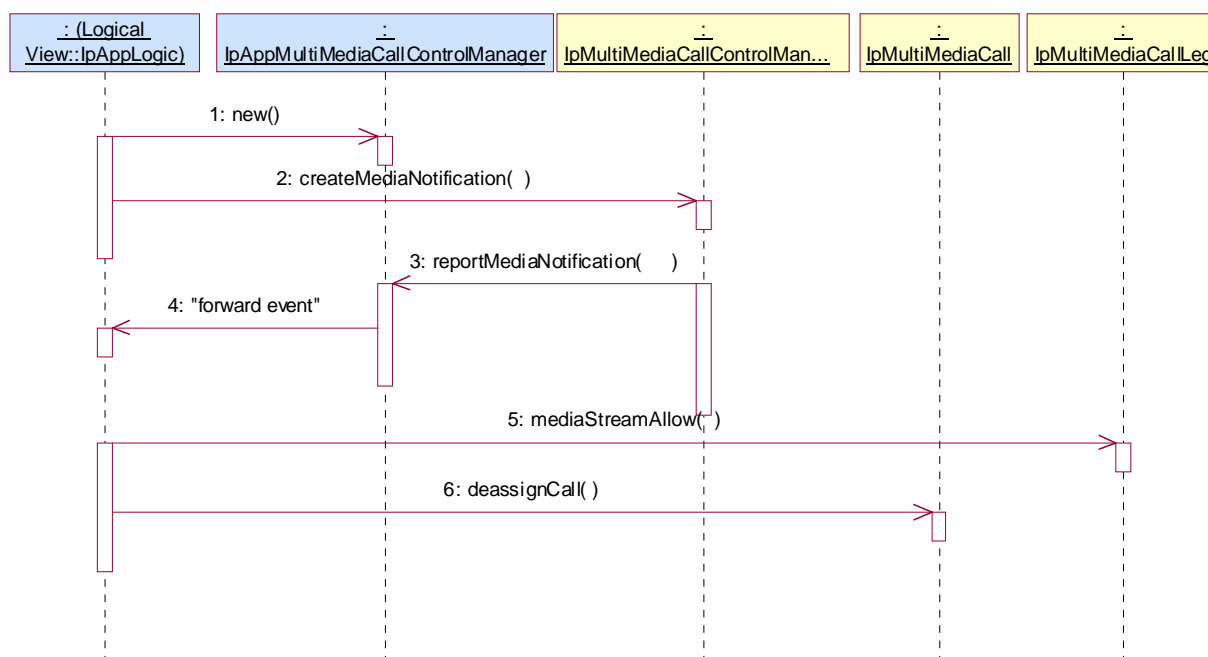 : (Logical
View::IpAppLogic)
:
IpAppMultiMediaCallControlManager
:
IpMultiMediaCallControlMan...
:
IpMultiMediaCall
:
IpMultiMediaCallLeg
1: new()
2: createMediaNotification( )
3: reportMediaNotification( )
4: "forward event"
5: mediaStreamAllow( )
6: deassignCall( )